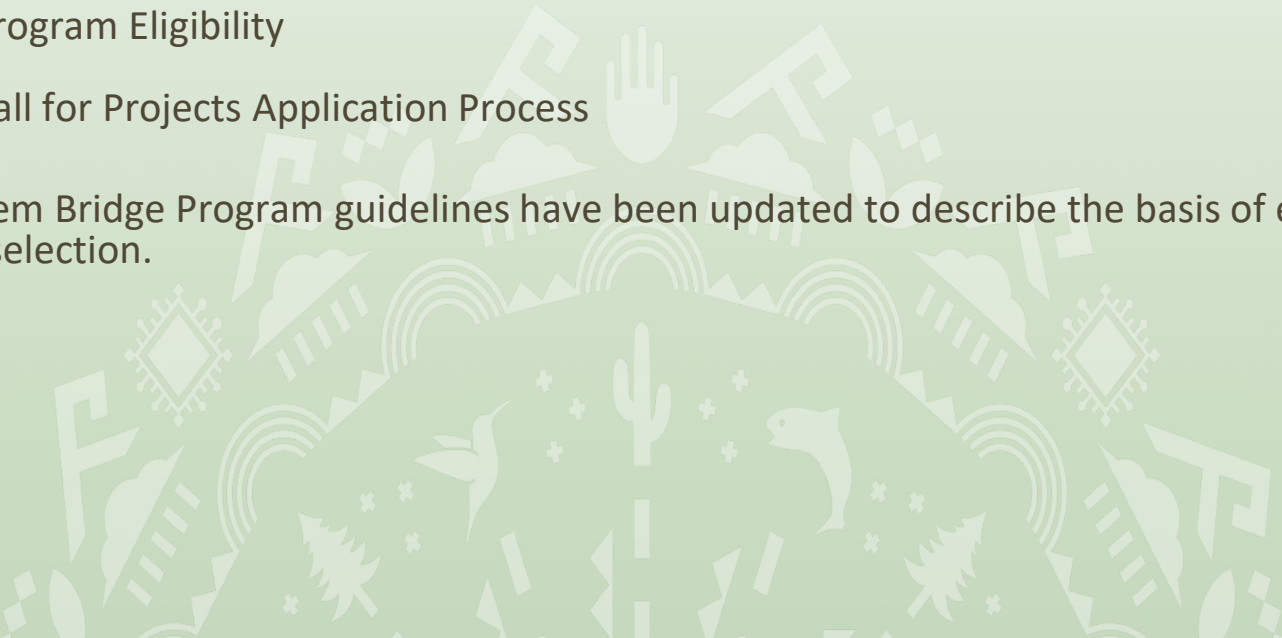 rogram Eligibility
all for Projects Application Process
em Bridge Program guidelines have been updated to describe the basis of e
selection.